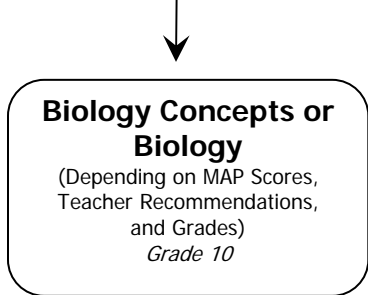 Biology Concepts or
Biology
(Depending on MAP Scores,
Teacher Recommendations,
and Grades)
Grade 10